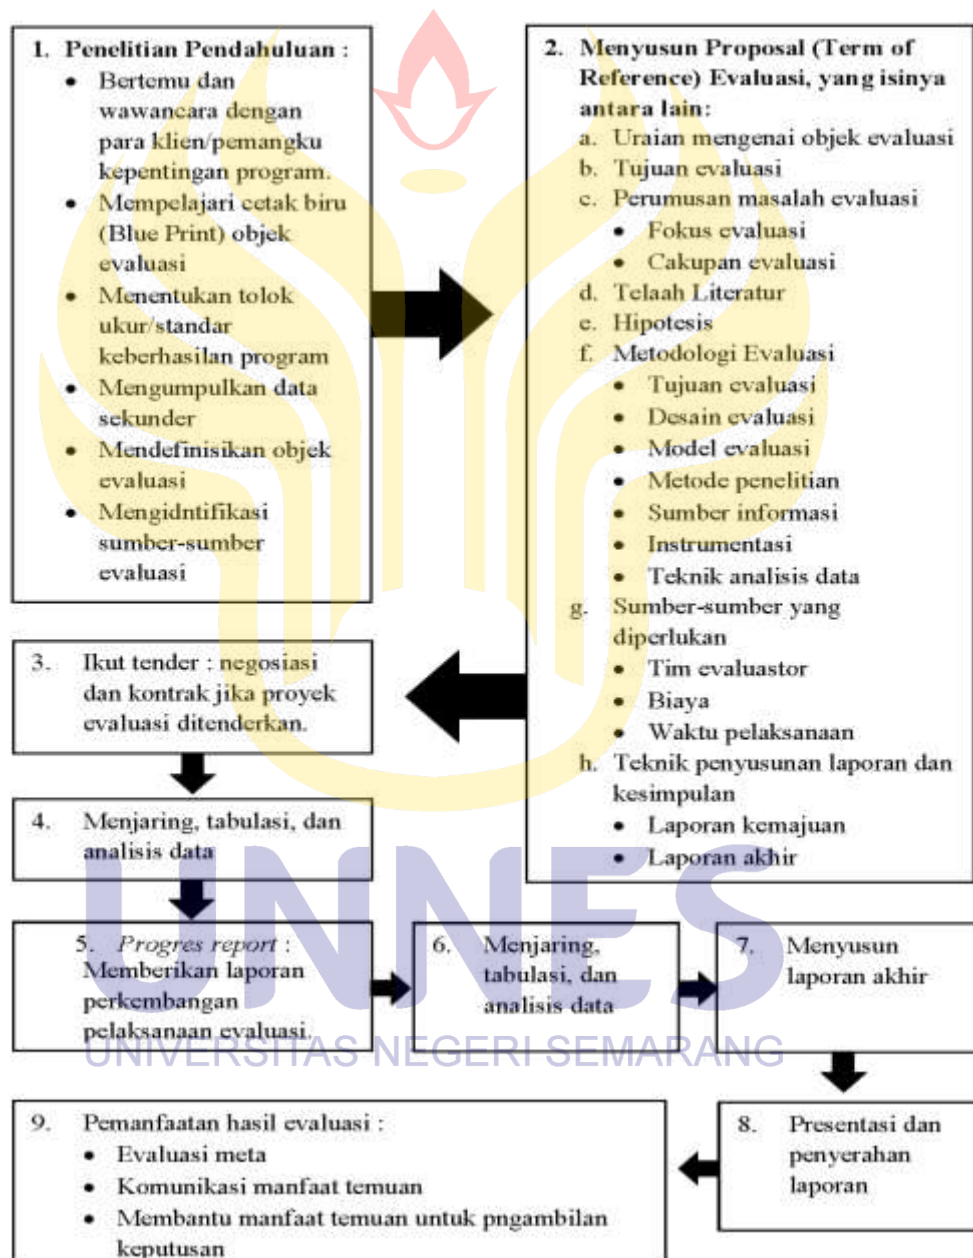 1. Penelitian Pendahuluan :
• Bertemu dan
wawancara dengan
para klien/pemangku
kepentingan program.
• Mempelajari cetak biru
(Blue Print) objek
evaluasi
• Menentukan tolok
ukur/standar
keberhasilan program
• Mengumpulkan data
sekunder
• Mendefinisikan objek
evaluasi
• Mengidntifikasi
sumber-sumber
evaluasi
2. Menyusun Proposal (Term of
Reference) Evaluasi, yang isinya
antara lain:
a. Uraian mengenai objek evaluasi
b. Tujuan evaluasi
c. Perumusan masalah evaluasi
• Fokus evaluasi
• Cakupan evaluasi
d. Telaah Literatur
e. Hipotesis
f. Metodologi Evaluasi
• Tujuan evaluasi
• Desain evaluasi
• Model evaluasi
• Metode penelitian
• Sumber informasi
• Instrumentasi
• Teknik analisis data
g. Sumber-sumber yang
diperlukan
• Tim evaluastor
• Biaya
• Waktu pelaksanaan
h. Teknik penyusunan laporan dan
kesimpulan
• Laporan kemajuan
• Laporan akhir
3. Ikut tender : negosiasi
dan kontrak jika proyek
evaluasi ditenderkan.
4. Menjaring, tabulasi, dan
analisis data
5. Progres report :
Memberikan laporan
perkembangan
pelaksanaan evaluasi.
6. Menjaring,
tabulasi, dan
analisis data
7. Menyusun
laporan akhir
8. Presentasi dan
penyerahan
laporan
9. Pemanfaatan hasil evaluasi :
• Evaluasi meta
• Komunikasi manfaat temuan
• Membantu manfaat temuan untuk pngambilan
keputusan
UNNES
UNIVERSITAS NEGERI SEMARANG